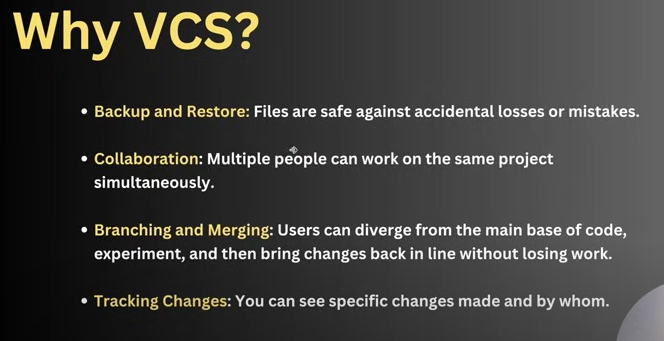 Why VCS?
• Backup and Restore: Files are safe against accidental losses or mistakes.
• Collaboration: Multiple people can work on the same project
simultaneously.
• Branching and Merging: Users can diverge from the main base of code,
experiment, and then bring changes back in line without losing work.
• Tracking Changes: You can see specific changes made and by whom.